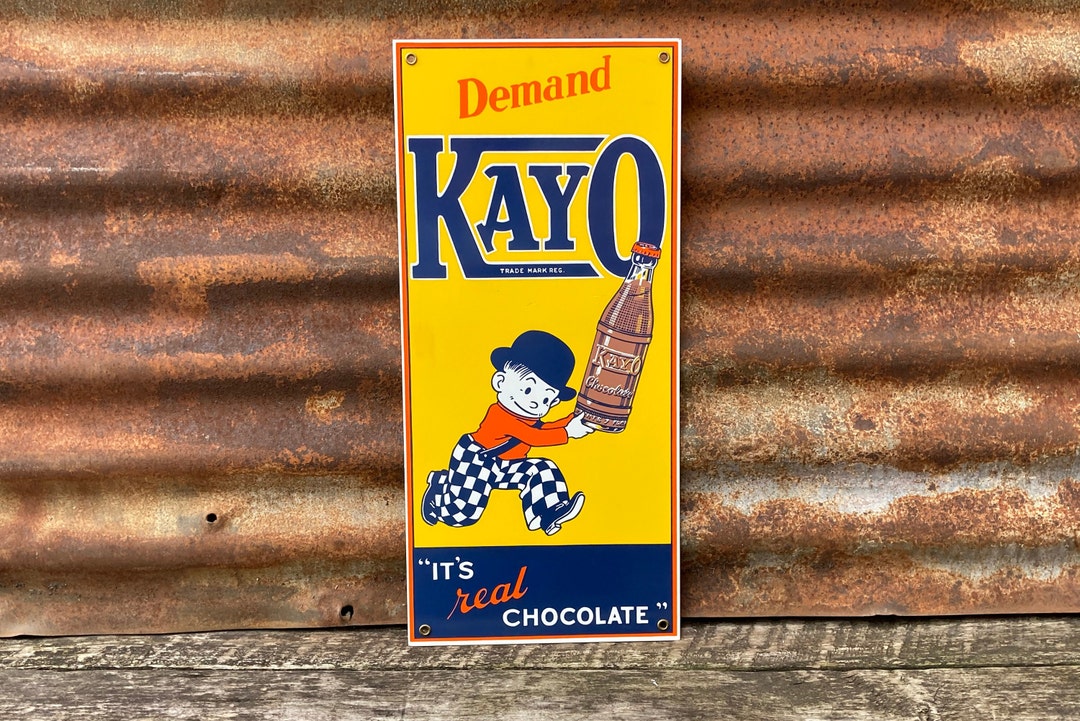 Demand
KAYO
TRADE MARK REG.
KAYO
Chocolate
"IT'S
real
CHOCOLATE"